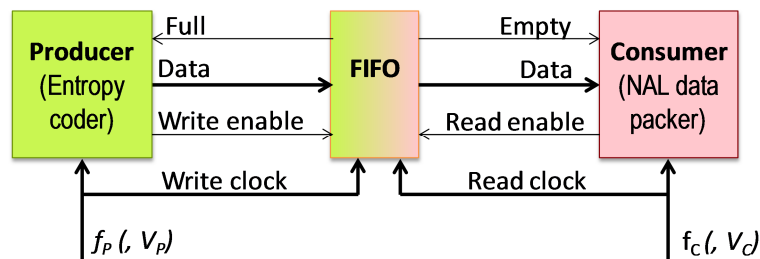 Full
Empty
Producer
(Entropy
coder)
FIFO
Consumer
(NAL data
packer)
Data
Data
Write enable
Read enable
Write clock
Read clock
fP (, VP)
fC (, VC)